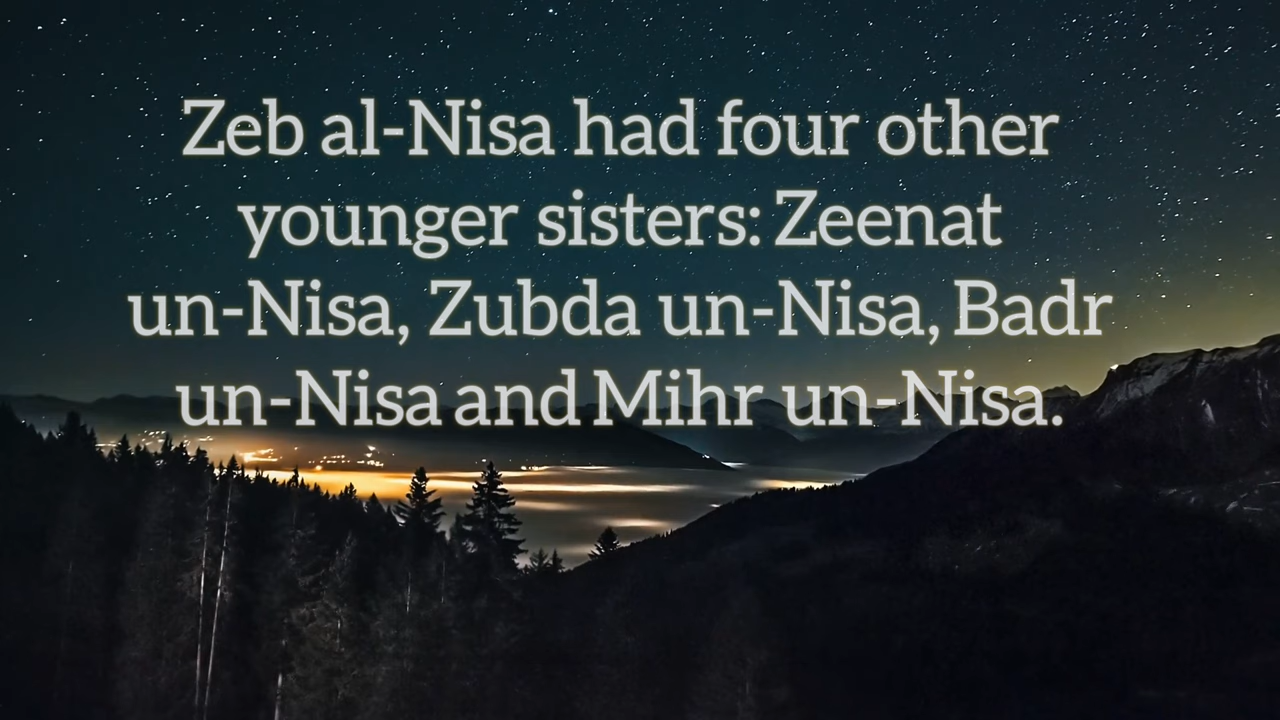 Zeb al-Nisa had four other
younger sisters: Zeenat
un-Nisa, Zubda un-Nisa, Badr
un-Nisa and Mihr un-Nisa.